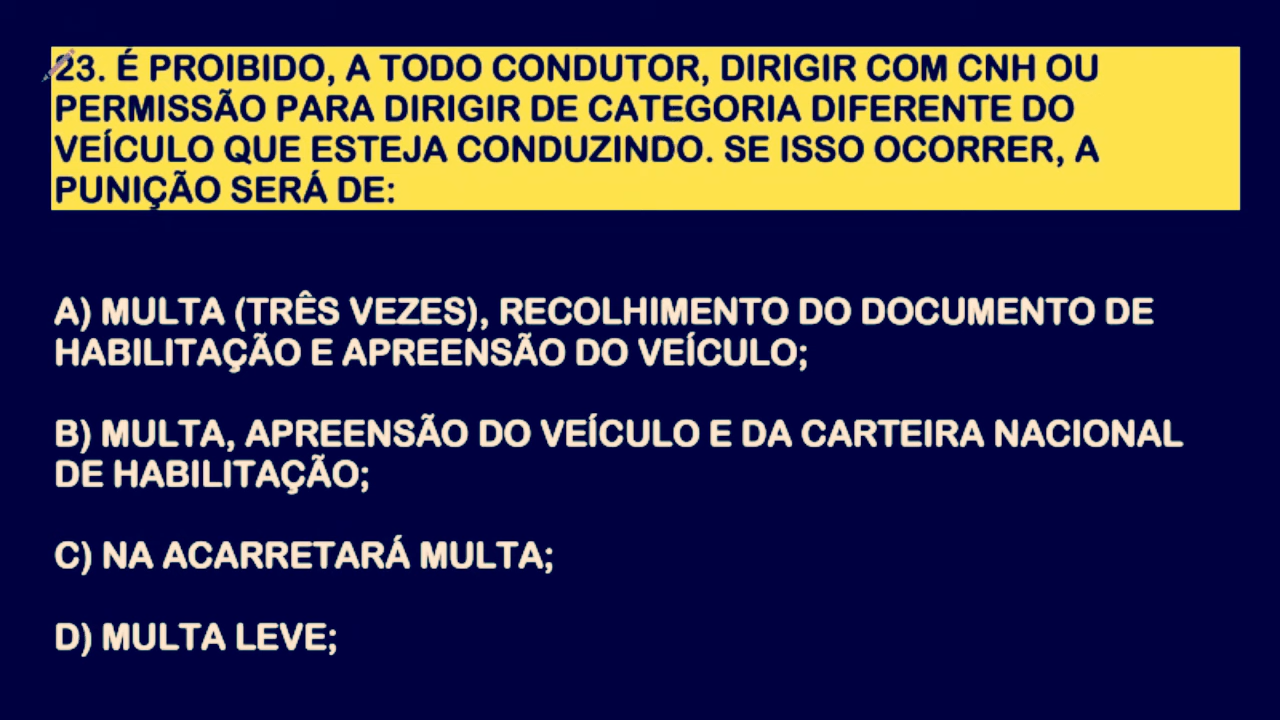 23. É PROIBIDO, A TODO CONDUTOR, DIRIGIR COM CNH OU
PERMISSÃO PARA DIRIGIR DE CATEGORIA DIFERENTE DO
VEÍCULO QUE ESTEJA CONDUZINDO. SE ISSO OCORRER, A
PUNIÇÃO SERÁ DE:
A) MULTA (TRÊS VEZES), RECOLHIMENTO DO DOCUMENTO DE
HABILITAÇÃO E APREENSÃO DO VEÍCULO;
B) MULTA, APREENSÃO DO VEÍCULO E DA CARTEIRA NACIONAL
DE HABILITAÇÃO;
C) NA ACARRETARÁ MULTA;
D) MULTA LEVE;